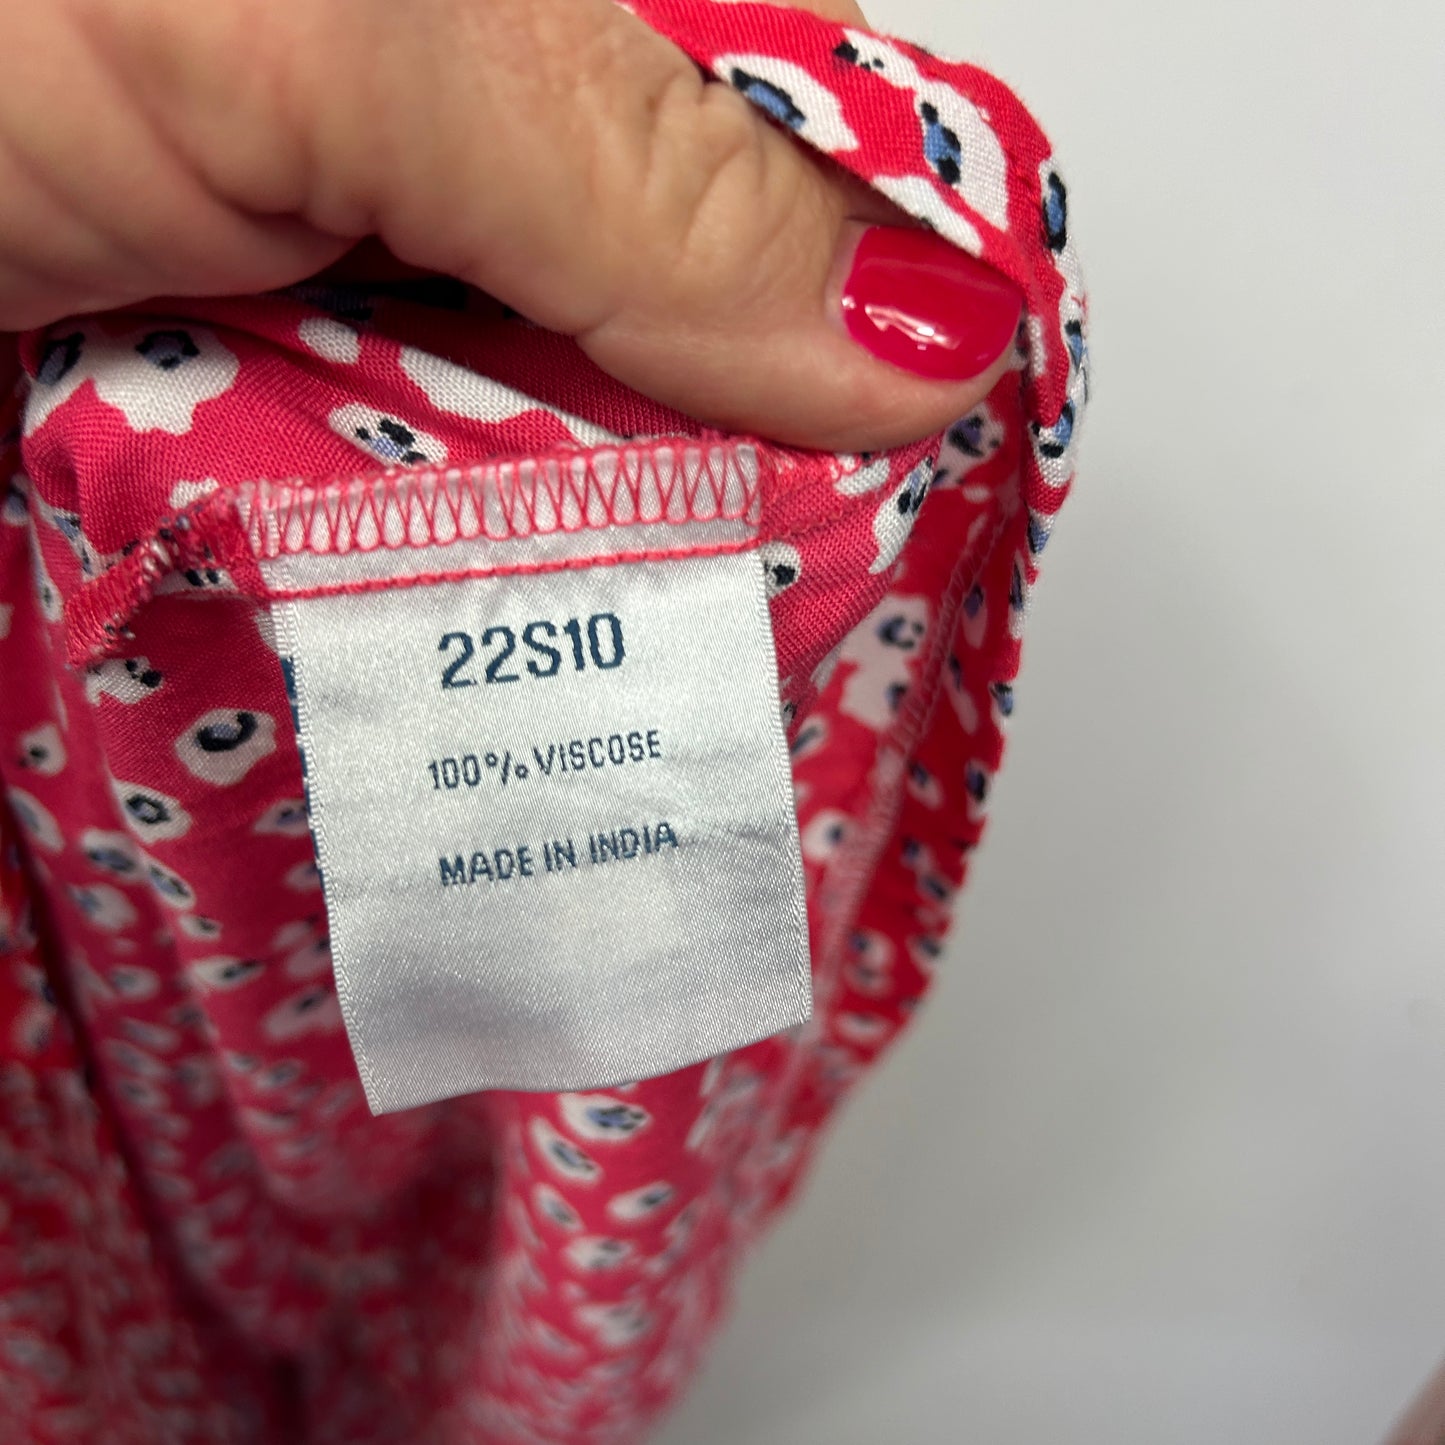 22S10
100% VISCOSE
MADE IN INDIA